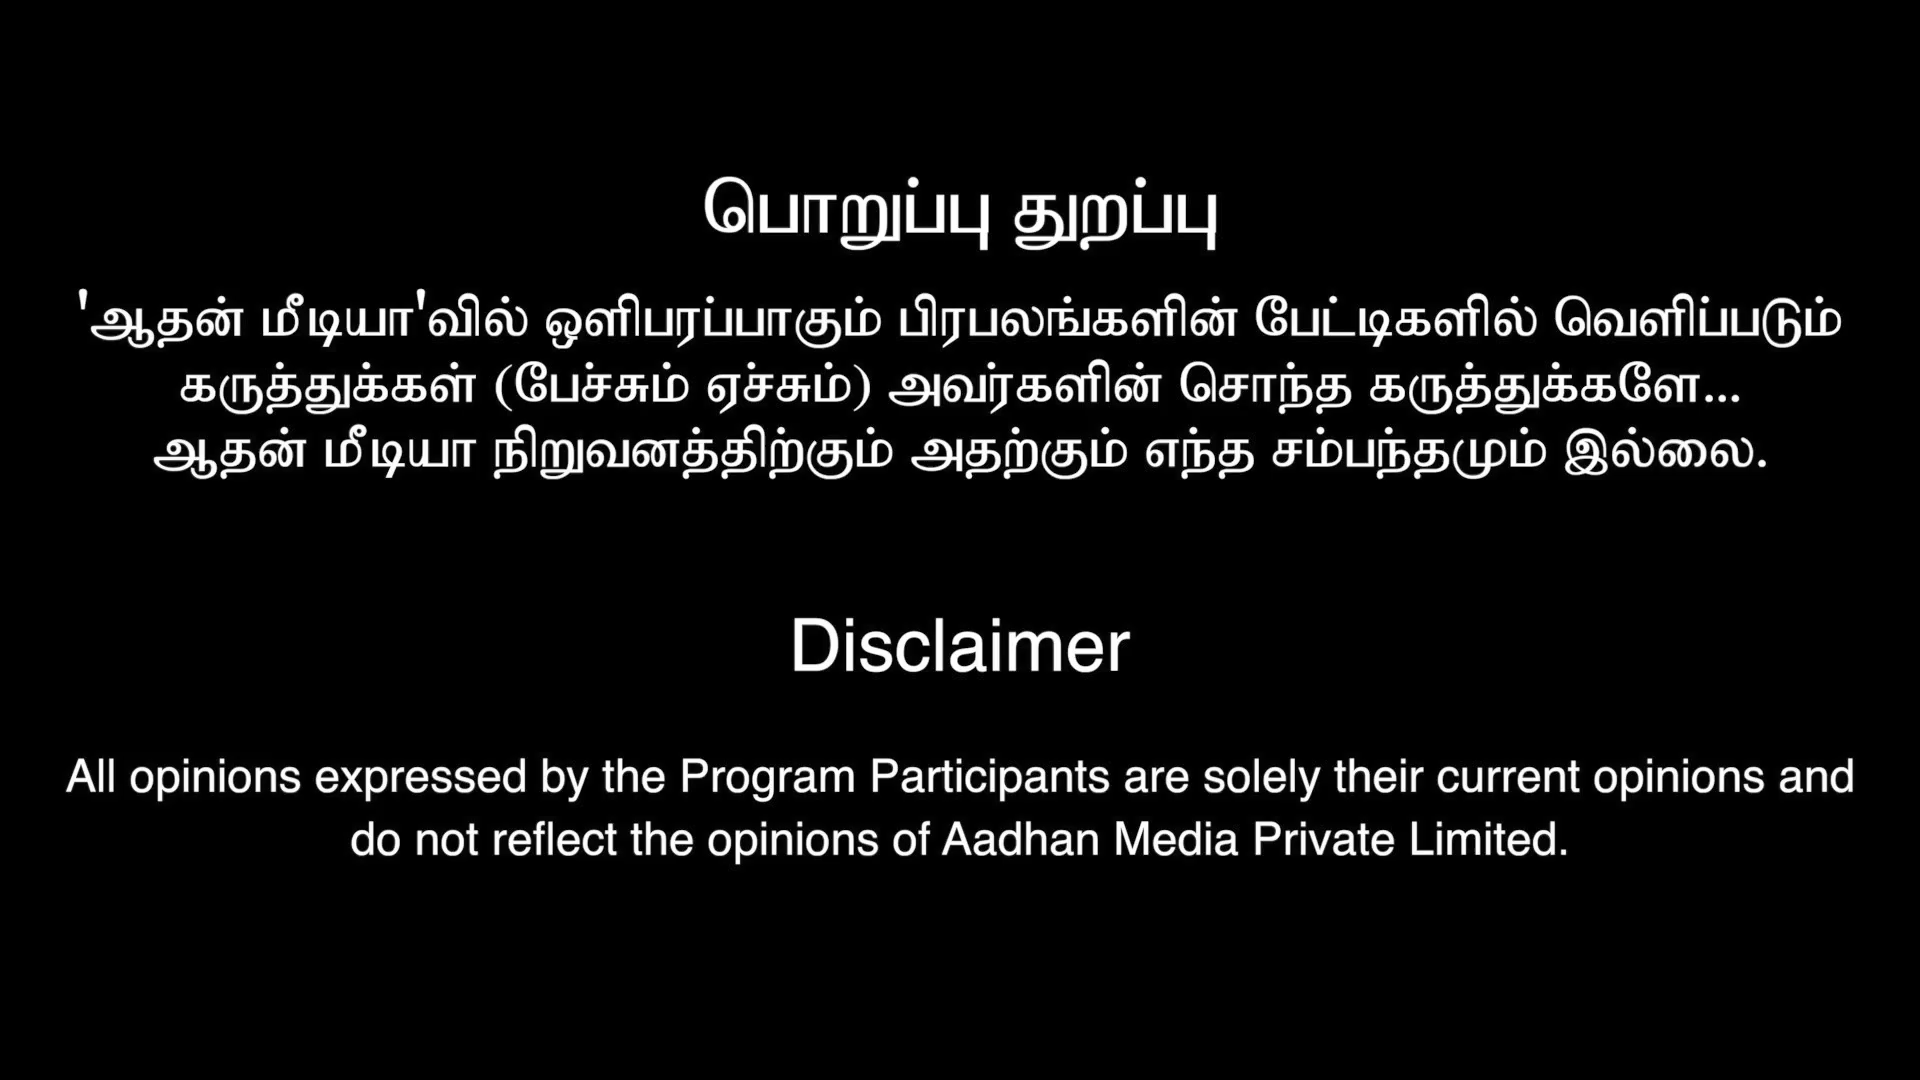 பொறுப்பு துறப்பு
'ஆதன் மீடியா'வில் ஒளிபரப்பாகும் பிரபலங்களின் பேட்டிகளில் வெளிப்படும்
கருத்துக்கள் (பேச்சும் ஏச்சும்) அவர்களின் சொந்த கருத்துக்களே...
ஆதன் மீடியா நிறுவனத்திற்கும் அதற்கும் எந்த சம்பந்தமும் இல்லை.
Disclaimer
All opinions expressed by the Program Participants are solely their current opinions and
do not reflect the opinions of Aadhan Media Private Limited.